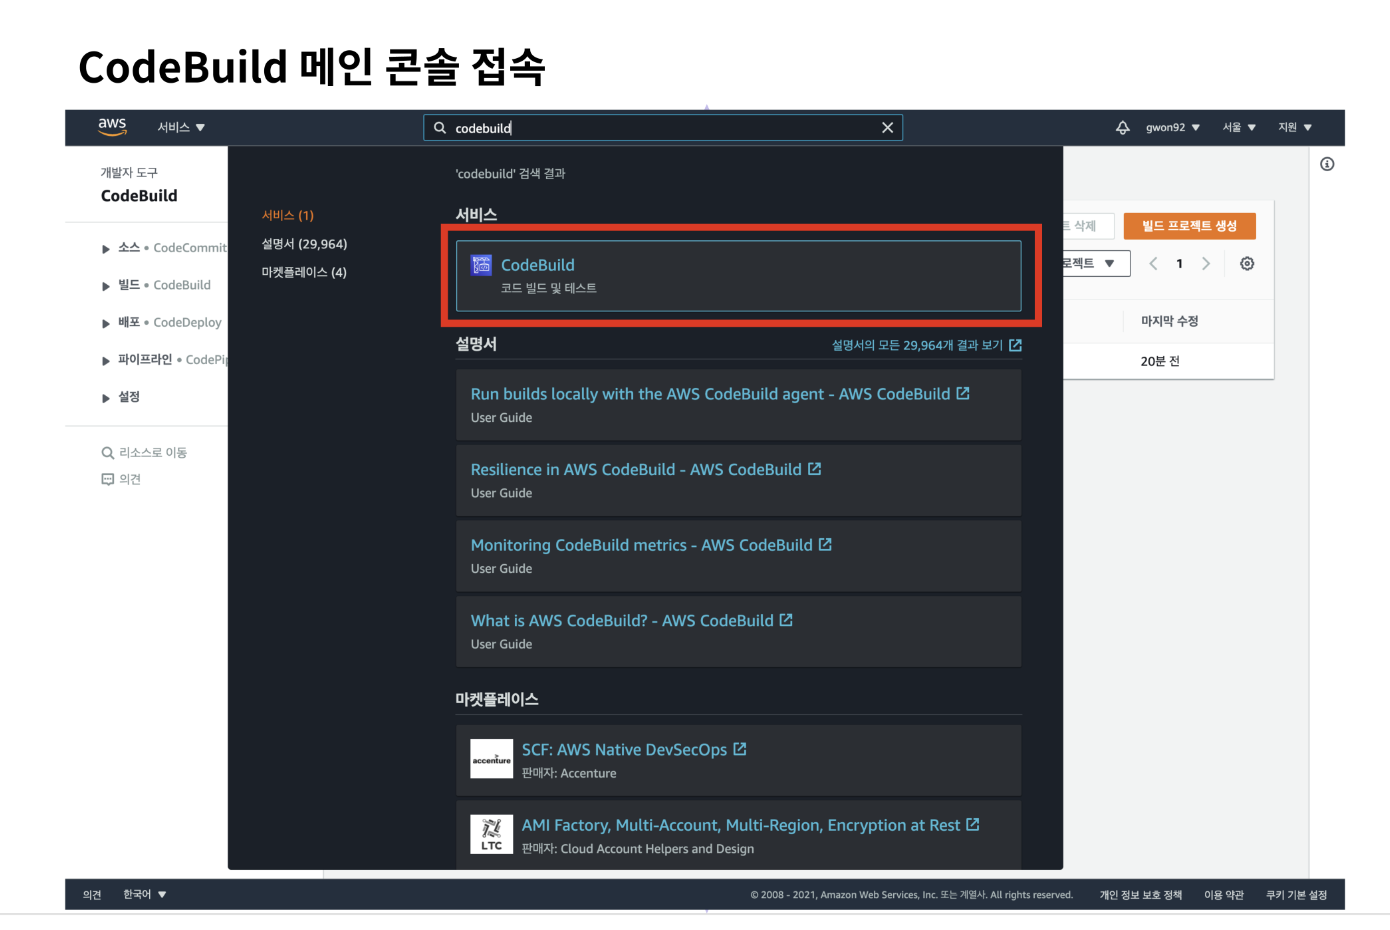 CodeBuild 메인 콘솔 접속
aws 서비스 ▼ codebuild gwon92 ▼ 서울 ▼ 지원 ▼
개발자 도구
CodeBuild
소스 • CodeCommit
빌드 • CodeBuild
배포 • CodeDeploy
파이프라인 • CodePip
설정
리소스로 이동
의견
'codebuild' 검색 결과
서비스 (1)
설명서 (29,964)
마켓플레이스 (4)
서비스
CodeBuild
코드 빌드 및 테스트
설명서
설명서의 모든 29,964개 결과 보기
Run builds locally with the AWS CodeBuild agent - AWS CodeBuild
User Guide
Resilience in AWS CodeBuild - AWS CodeBuild
User Guide
Monitoring CodeBuild metrics - AWS CodeBuild
User Guide
What is AWS CodeBuild? - AWS CodeBuild
User Guide
마켓플레이스
accenture
SCF: AWS Native DevSecOps
판매자: Accenture
LTC
AMI Factory, Multi-Account, Multi-Region, Encryption at Rest
판매자: Cloud Account Helpers and Design
트 삭제 빌드 프로젝트 생성
로젝트 ▼ 1
마지막 수정
20분 전
의견 한국어 ▼ © 2008 - 2021, Amazon Web Services, Inc. 또는 계열사. All rights reserved. 개인 정보 보호 정책 이용 약관 쿠키 기본 설정